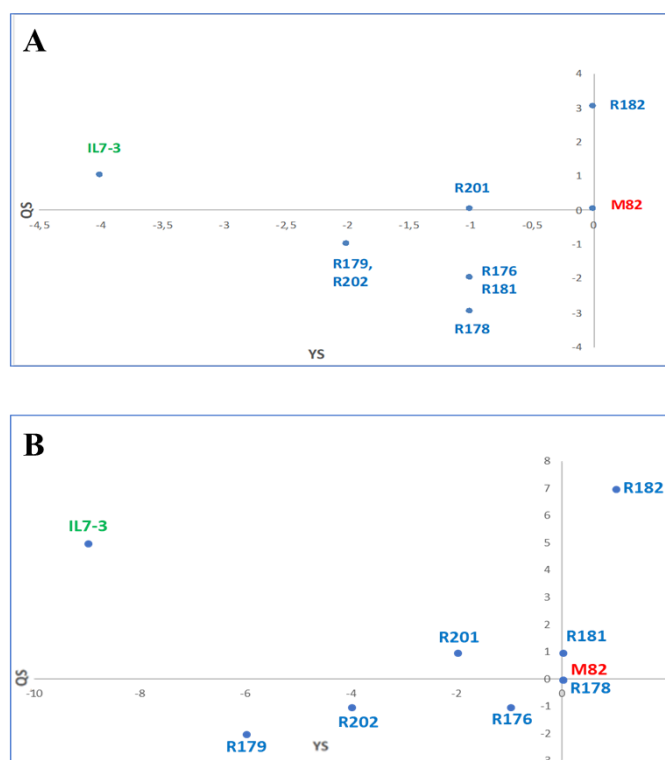 A
4
3
R182
2
IL7-3
1
R201
M82
QS
0
-4,5 -4 -3,5 -3 -2,5 -2 -1,5 -1 -0,5 0
-1
R179,
R202
R176
R181
-2
-3
R178
YS
-4
B
8
7
R182
6
IL7-3
5
4
3
2
R201
R181
1
M82
QS
0
R178
-10 -8 -6 -4 -2 0
-1
R202
R176
R179
-2
YS
-3